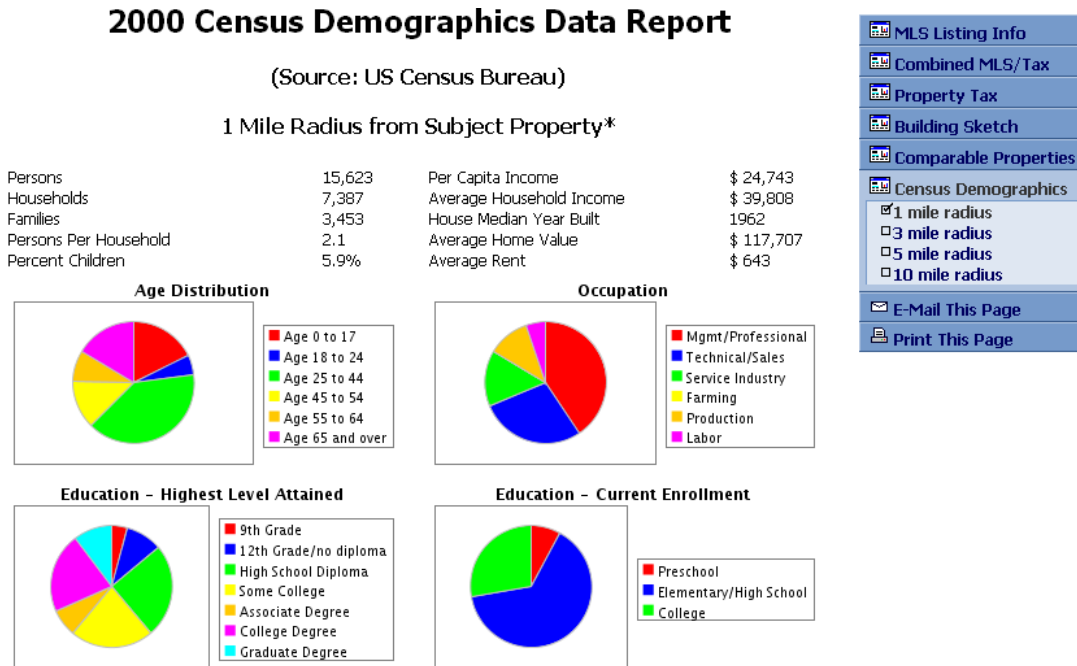 2000 Census Demographics Data Report
(Source: US Census Bureau)
1 Mile Radius from Subject Property*
Persons 15,623 Per Capita Income $ 24,743
Households 7,387 Average Household Income $ 39,808
Families 3,453 House Median Year Built 1962
Persons Per Household 2.1 Average Home Value $ 117,707
Percent Children 5.9% Average Rent $ 643
Age Distribution
Age 0 to 17
Age 18 to 24
Age 25 to 44
Age 45 to 54
Age 55 to 64
Age 65 and over
Occupation
Mgmt/Professional
Technical/Sales
Service Industry
Farming
Production
Labor
Education - Highest Level Attained
9th Grade
12th Grade/no diploma
High School Diploma
Some College
Associate Degree
College Degree
Graduate Degree
Education - Current Enrollment
Preschool
Elementary/High School
College
MLS Listing Info
Combined MLS/Tax
Property Tax
Building Sketch
Comparable Properties
Census Demographics
1 mile radius
3 mile radius
5 mile radius
10 mile radius
E-Mail This Page
Print This Page